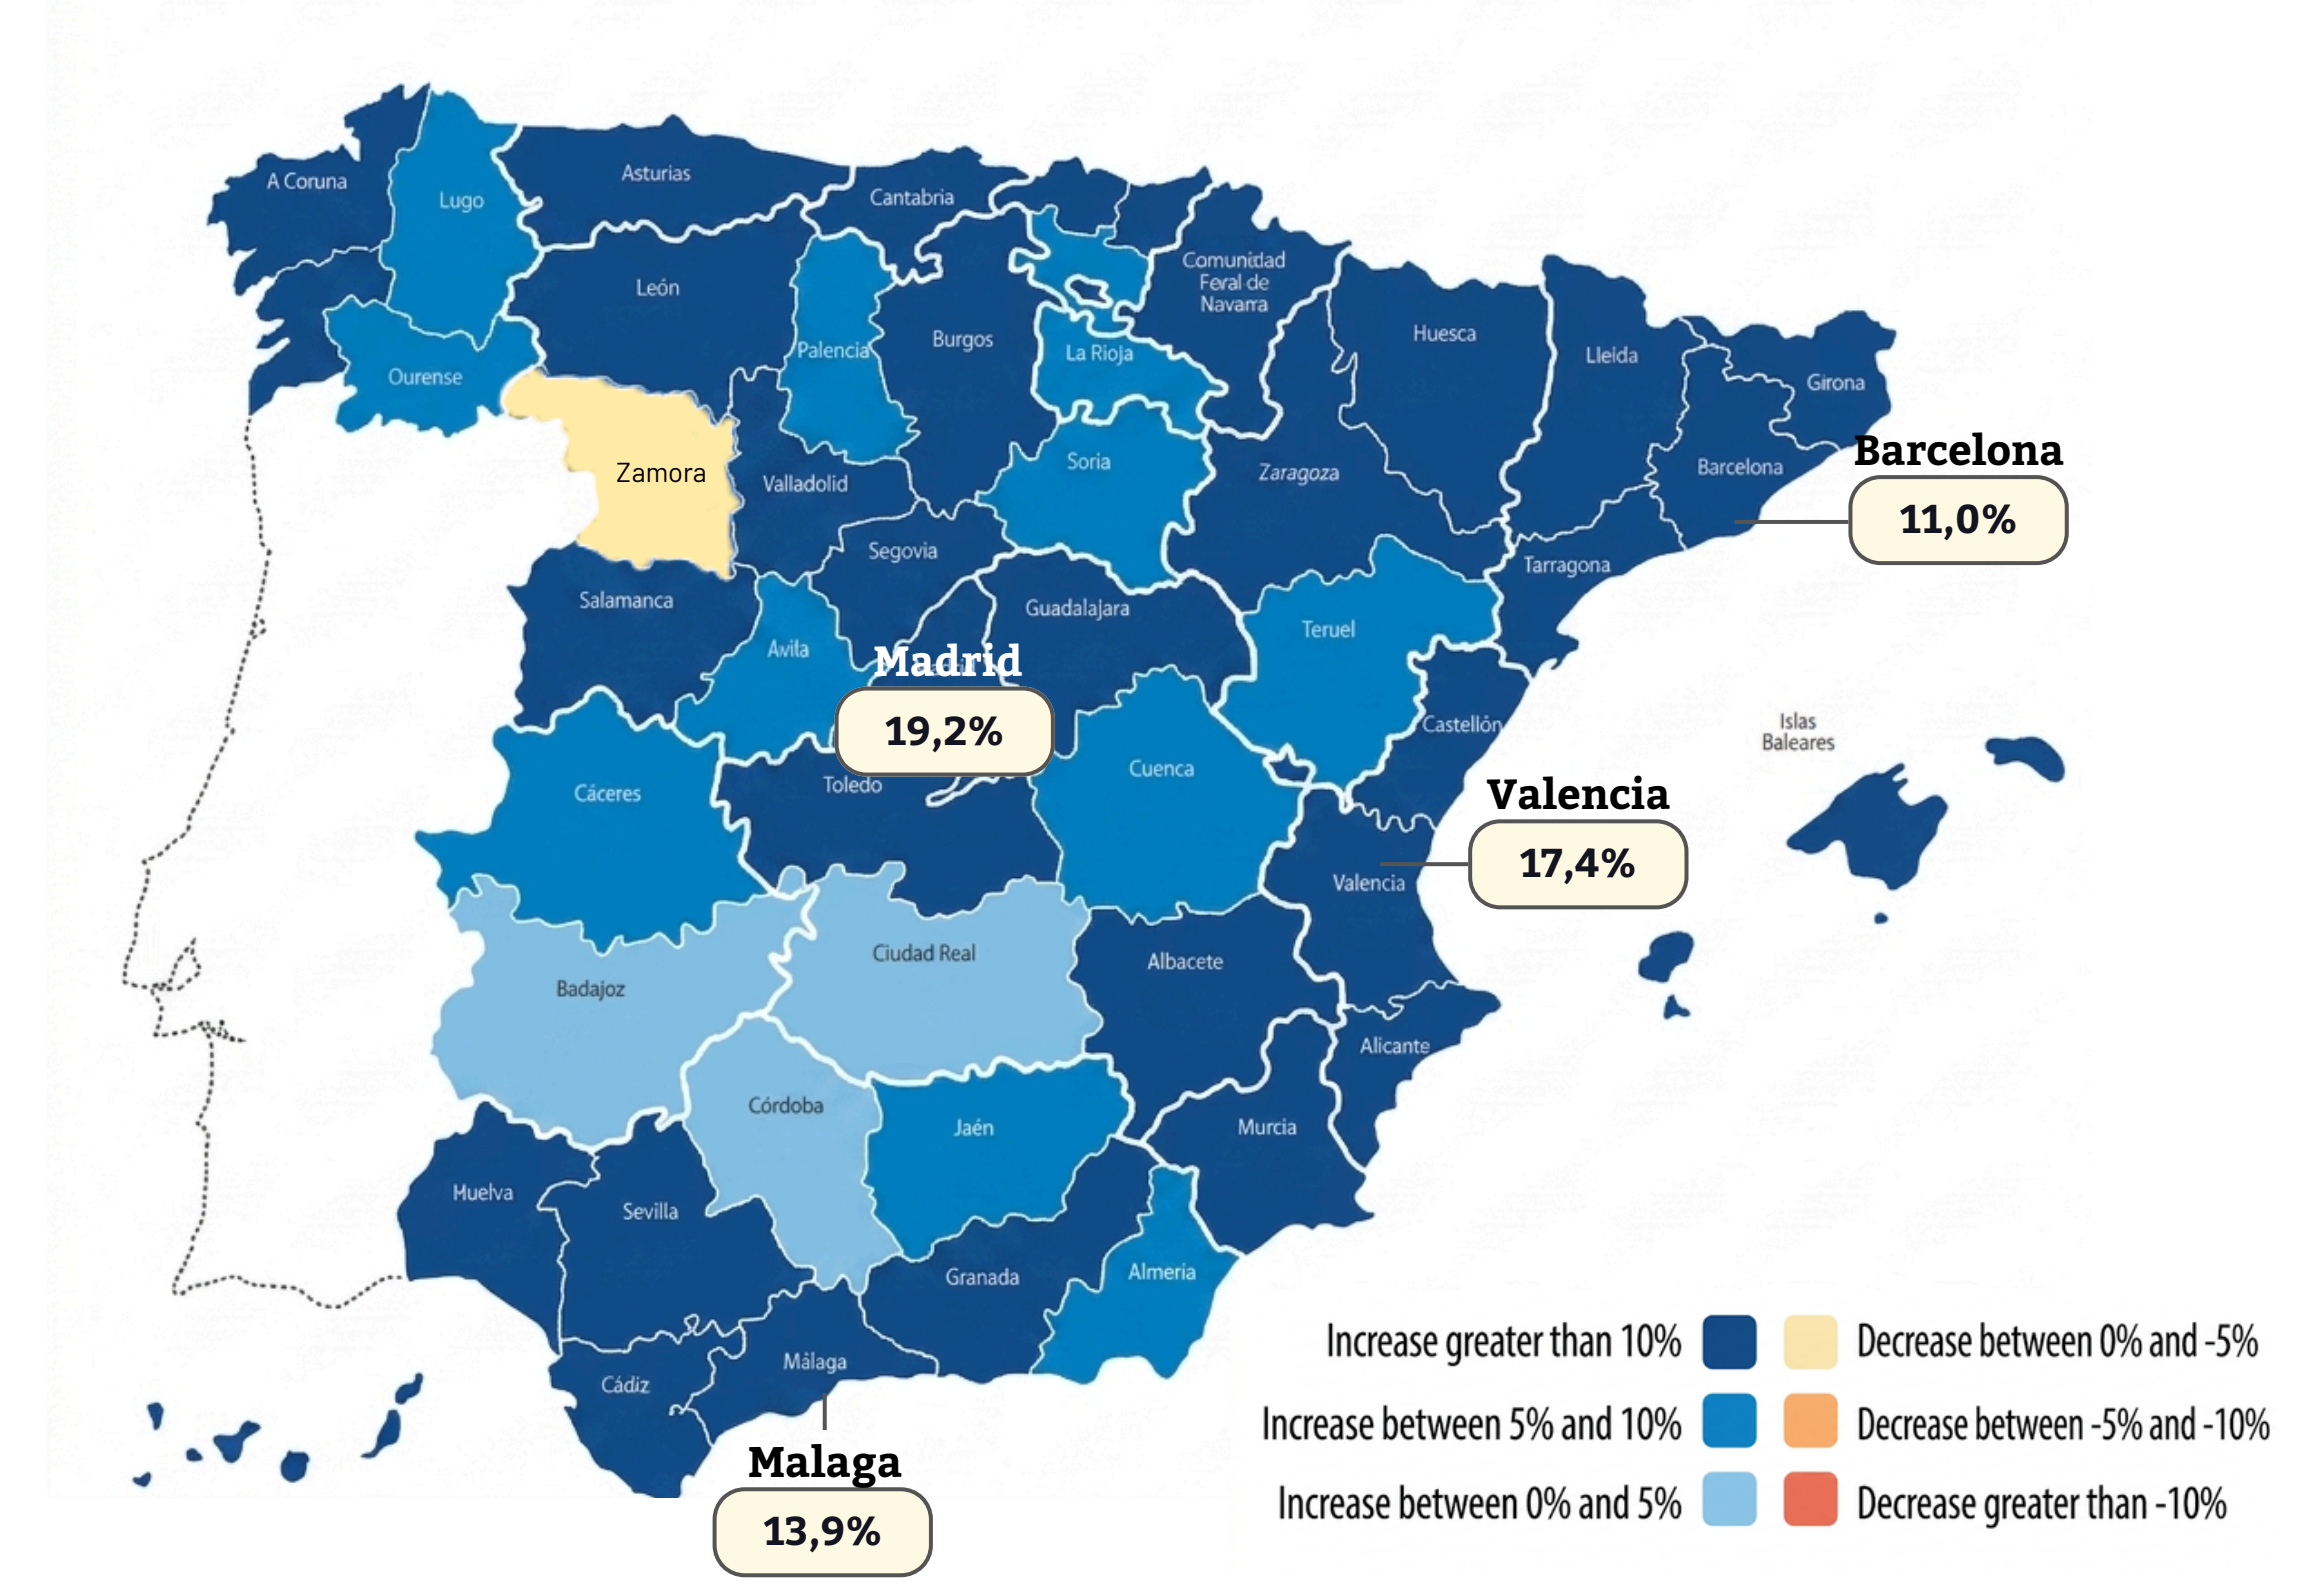 A Coruna
Lugo
Asturias
Cantabria
León
Palencia
Burgos
Comunidad
Feral de
Navarra
La Rioja
Huesca
Lleida
Girona
Ourense
Zamora
Valladolid
Soria
Zaragoza
Barcelona
Barcelona
11,0%
Segovia
Tarragona
Salamanca
Avila
Guadalajara
Teruel
Madrid
19,2%
Castellón
Islas
Baleares
Cáceres
Toledo
Cuenca
Valencia
17,4%
Valencia
Badajoz
Ciudad Real
Albacete
Alicante
Córdoba
Jaén
Murcia
Muelva
Sevilla
Granada
Almeria
Málaga
Cádiz
Malaga
13,9%
Increase greater than 10%
Decrease between 0% and -5%
Increase between 5% and 10%
Decrease between -5% and -10%
Increase between 0% and 5%
Decrease greater than -10%